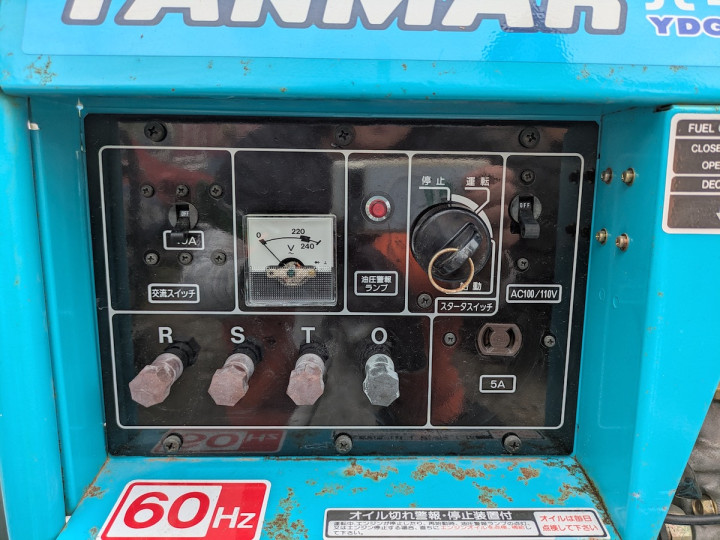 YANMAR
YDG
FUEL
CLOSE
OPE
DEC
停止
運転
OFF
OFF
0
220
240
V
交流スイッチ
油圧警報
ランプ
動
スタータスイッチ
AC100/110V
R S T O
5A
60Hz
オイル切れ警報・停止装置付
オイルは毎日
点検して下さい